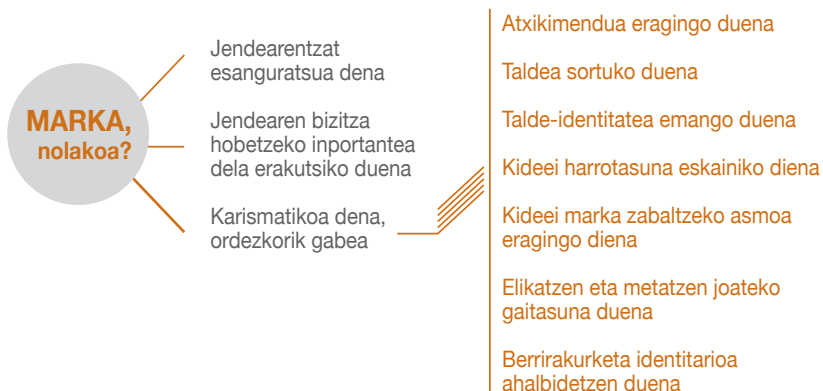 MARKA,
nolakoa?
Jendearentzat
esanguratsua dena
Jendearen bizitza
hobetzeko inportantea
dela erakutsiko duena
Karismatikoa dena,
ordezkorik gabea
Atxikimendua eragingo duena
Taldea sortuko duena
Talde-identitatea emango duena
Kideei harrotasuna eskainiko diena
Kideei marka zabaltzeko asmoa
eragingo diena
Elikatzen eta metatzen joateko
gaitasuna duena
Berrirakurketa identitarioa
ahalbidetzen duena